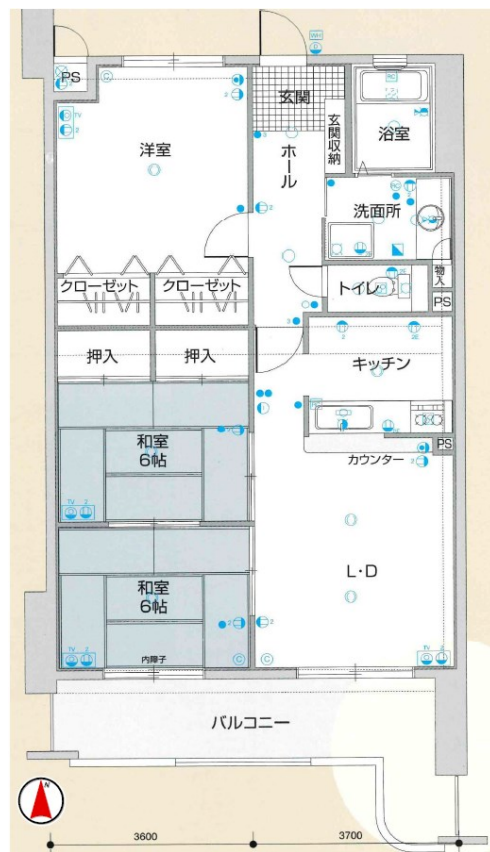 PS
洋室
玄関
玄関収納
ホール
浴室
洗面所
物入
PS
トイレ
クローゼット
クローゼット
押入
押入
キッチン
PS
カウンター
和室
6帖
L・D
和室
6帖
内障子
バルコニー
N
3600
3700